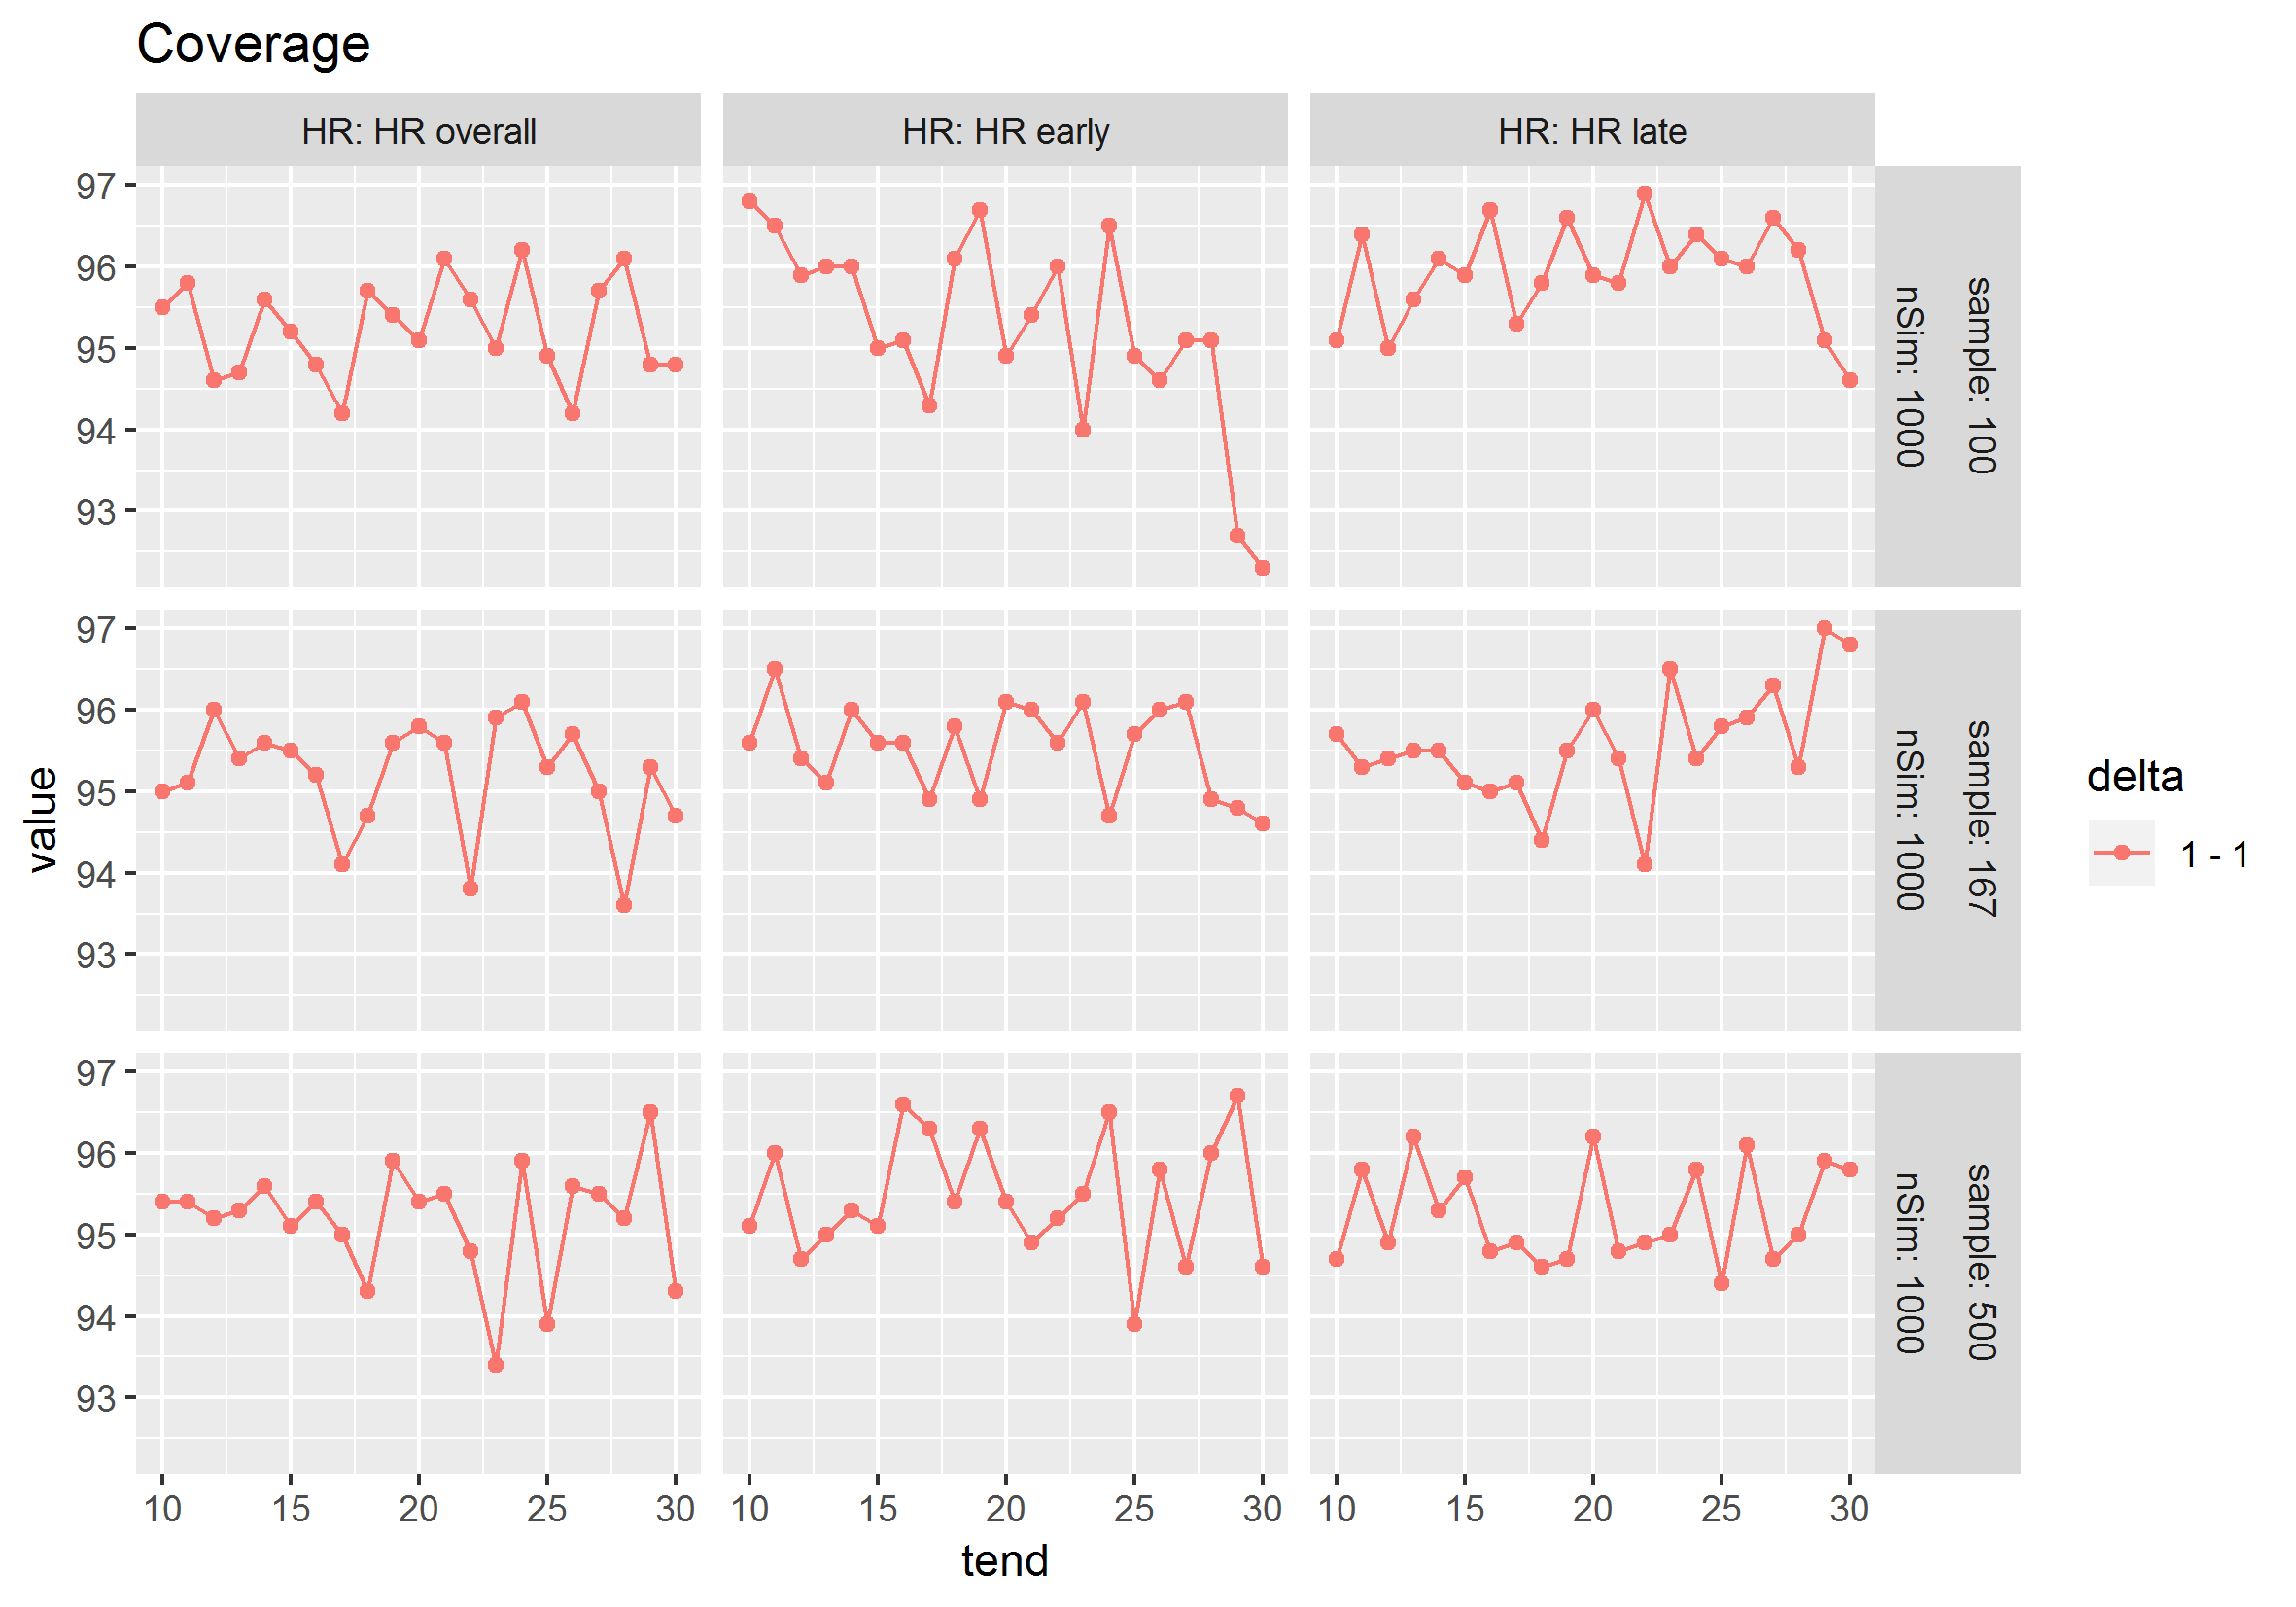 Coverage
HR: HR overall
HR: HR early
HR: HR late
97
96
95
94
93
sample: 100
nSim: 1000
97
96
95
94
93
sample: 167
nSim: 1000
97
96
95
94
93
sample: 500
nSim: 1000
value
10 15 20 25 30
10 15 20 25 30
10 15 20 25 30
tend
delta
1 - 1